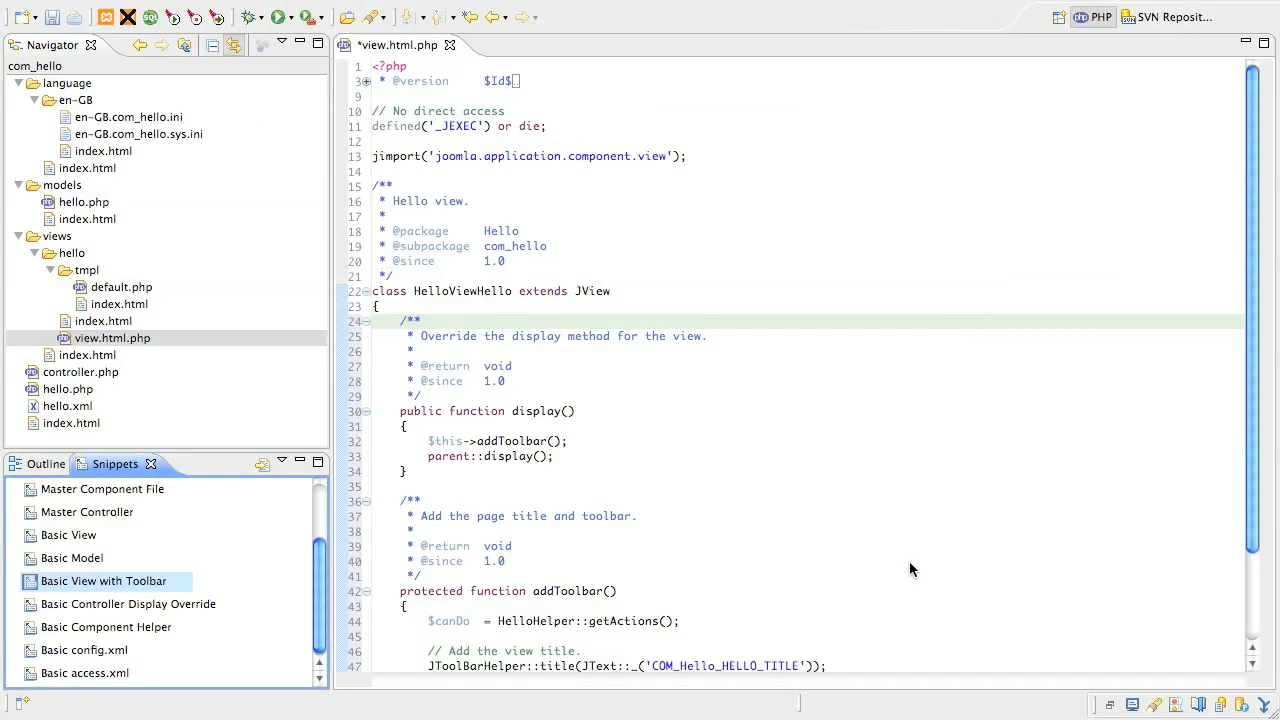 PHP
SVN Reposit...
Navigator
com_hello
language
en-GB
en-GB.com_hello.ini
en-GB.com_hello.sys.ini
index.html
index.html
models
hello.php
index.html
views
hello
tmpl
default.php
index.html
index.html
view.html.php
index.html
controller.php
hello.php
hello.xml
index.html
Outline
Snippets
Master Component File
Master Controller
Basic View
Basic Model
Basic View with Toolbar
Basic Controller Display Override
Basic Component Helper
Basic config.xml
Basic access.xml
*view.html.php
1 <?php
3 * @version $Id$
9
10 // No direct access
11 defined('_JEXEC') or die;
12
13 jimport('joomla.application.component.view');
14
15 /**
16 * Hello view.
17 *
18 * @package Hello
19 * @subpackage com_hello
20 * @since 1.0
21 */
22 class HelloViewHello extends JView
23 {
24 /**
25 * Override the display method for the view.
26 *
27 * @return void
28 * @since 1.0
29 */
30 public function display()
31 {
32 $this->addToolbar();
33 parent::display();
34 }
35
36 /**
37 * Add the page title and toolbar.
38 *
39 * @return void
40 * @since 1.0
41 */
42 protected function addToolbar()
43 {
44 $canDo = HelloHelper::getActions();
45
46 // Add the view title.
47 JToolBarHelper::title(JText::_('COM_Hello_HELLO_TITLE'));